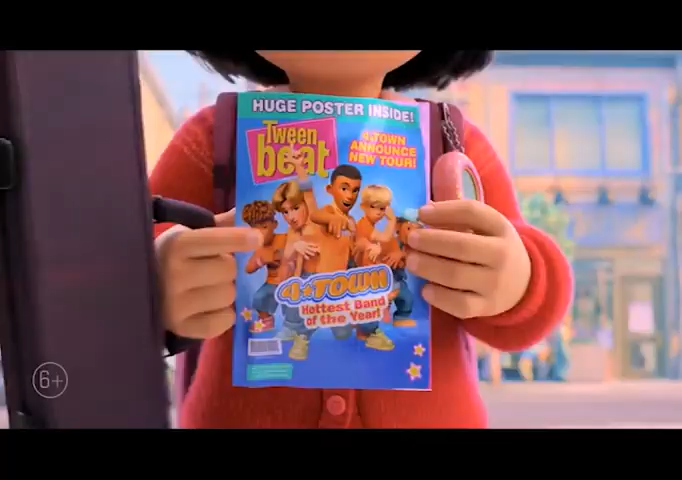 HUGE POSTER INSIDE!
Tween
beat
4*TOWN
ANNOUNCE
NEW TOUR!
4*TOWN
Hottest Band
of the Year!
6+